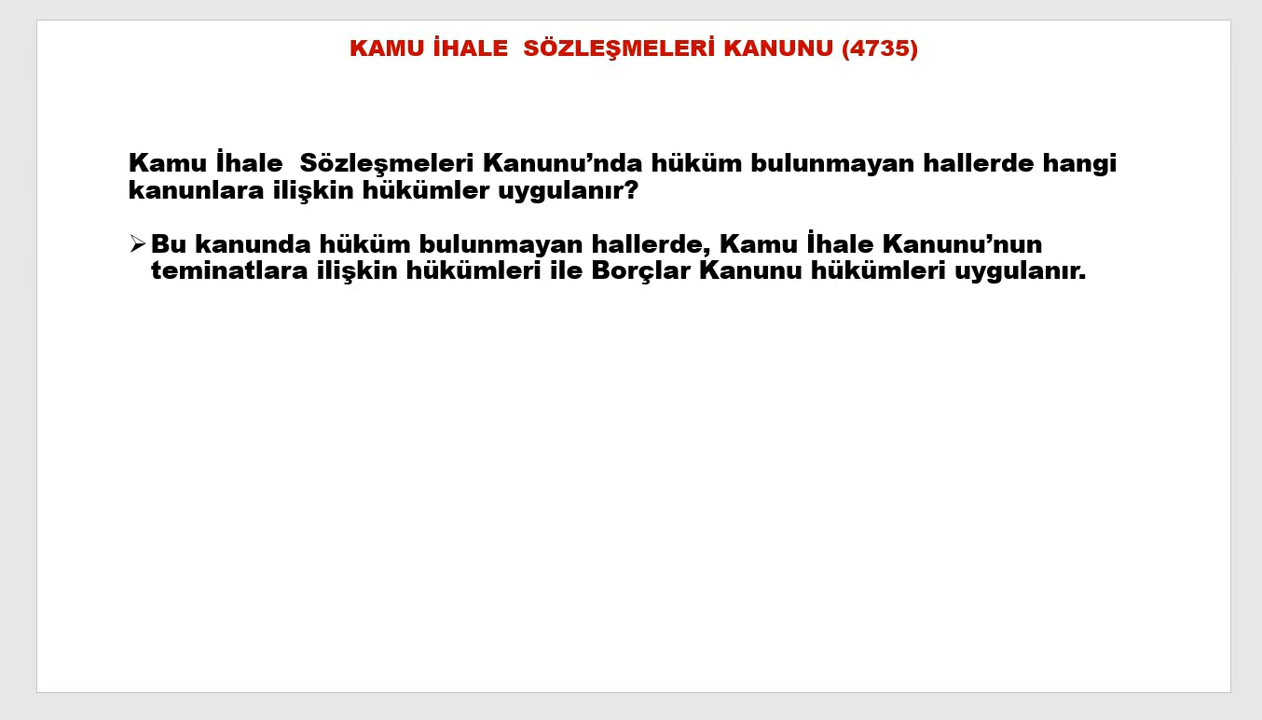 KAMU İHALE  SÖZLEŞMELERİ KANUNU (4735)
Kamu İhale  Sözleşmeleri Kanunu’nda hüküm bulunmayan hallerde hangi
kanunlara ilişkin hükümler uygulanır?
➢ Bu kanunda hüküm bulunmayan hallerde, Kamu İhale Kanunu’nun
teminatlara ilişkin hükümleri ile Borçlar Kanunu hükümleri uygulanır.